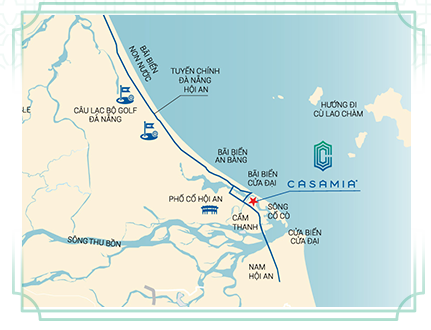 BÃI BIỂN
NON NƯỚC
TUYẾN CHÍNH
ĐÀ NẴNG
HỘI AN
CÂU LẠC BỘ GOLF
ĐÀ NẴNG
HƯỚNG ĐI
CÙ LAO CHÀM
BÃI BIỂN
AN BÀNG
BÃI BIỂN
CỬA ĐẠI
CASAMIA
PHỐ CỔ HỘI AN
CẨM
THANH
SÔNG
CỔ CÒ
CỬA BIỂN
CỬA ĐẠI
SÔNG THU BỒN
NAM
HỘI AN